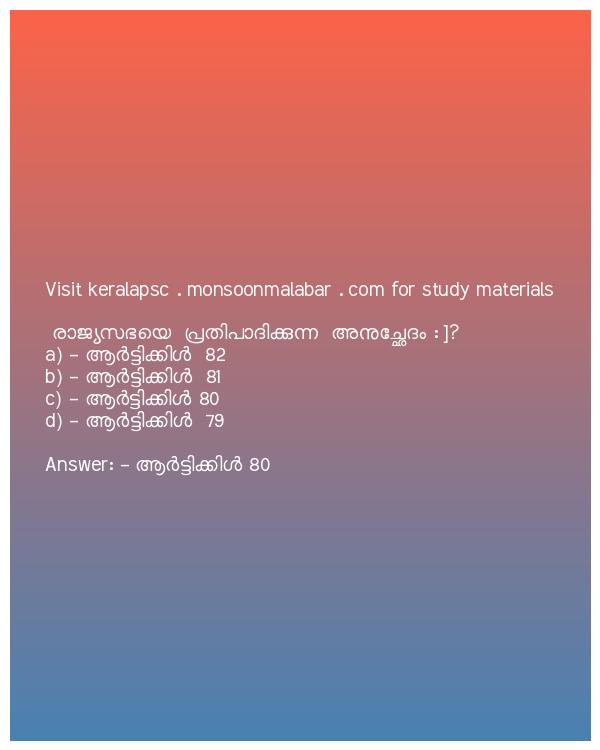 Visit keralapsc . monsoonmalabar . com for study materials
രാജ്യസഭയെ പ്രതിപാദിക്കുന്ന അനുച്ഛേദം :]?
a) - ആർട്ടിക്കിൾ 82
b) - ആർട്ടിക്കിൾ 81
c) - ആർട്ടിക്കിൾ 80
d) - ആർട്ടിക്കിൾ 79
Answer: - ആർട്ടിക്കിൾ 80